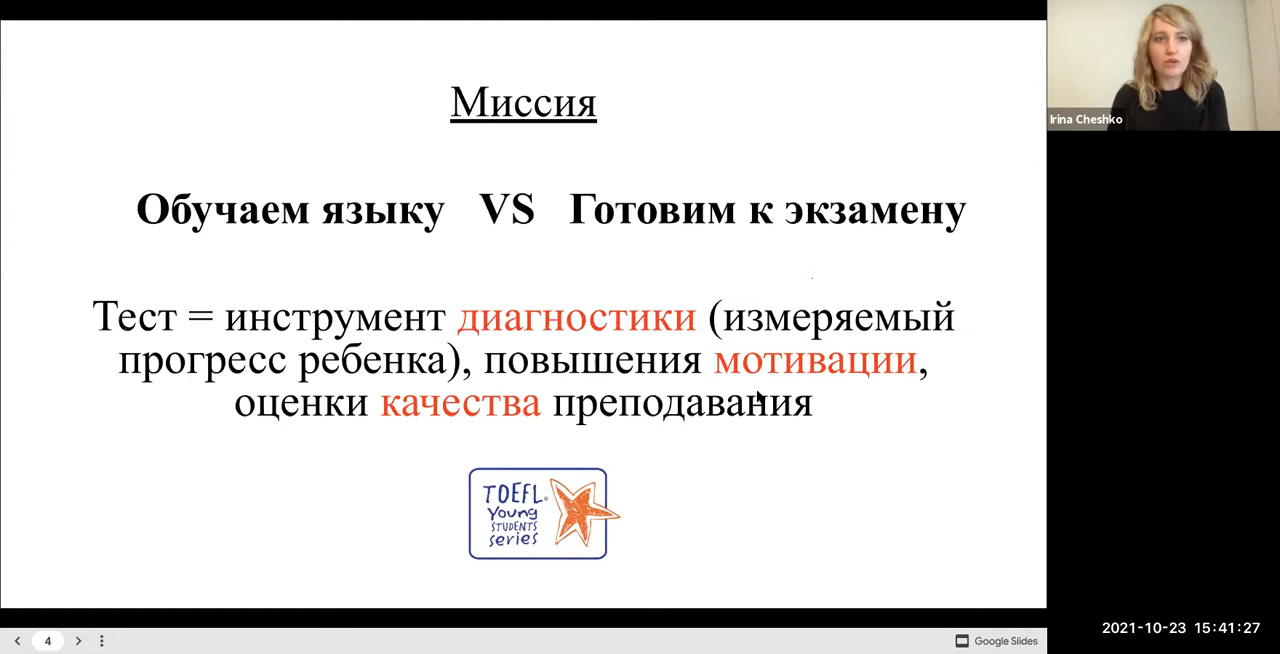 Миссия
Обучаем языку VS Готовим к экзамену
Тест = инструмент диагностики (измеряемый
прогресс ребенка), повышения мотивации,
оценки качества преподавания
TOEFL®
Young
STUDENTS
series
Irina Cheshko
4
Google Slides
2021-10-23 15:41:27